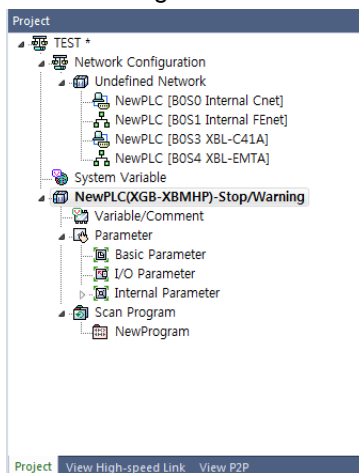 Project
TEST *
Network Configuration
Undefined Network
NewPLC [B0S0 Internal Cnet]
NewPLC [B0S1 Internal FEnet]
NewPLC [B0S3 XBL-C41A]
NewPLC [B0S4 XBL-EMTA]
System Variable
NewPLC(XGB-XBMHP)-Stop/Warning
Variable/Comment
Parameter
Basic Parameter
I/O Parameter
Internal Parameter
Scan Program
NewProgram
Project View High-speed Link View P2P